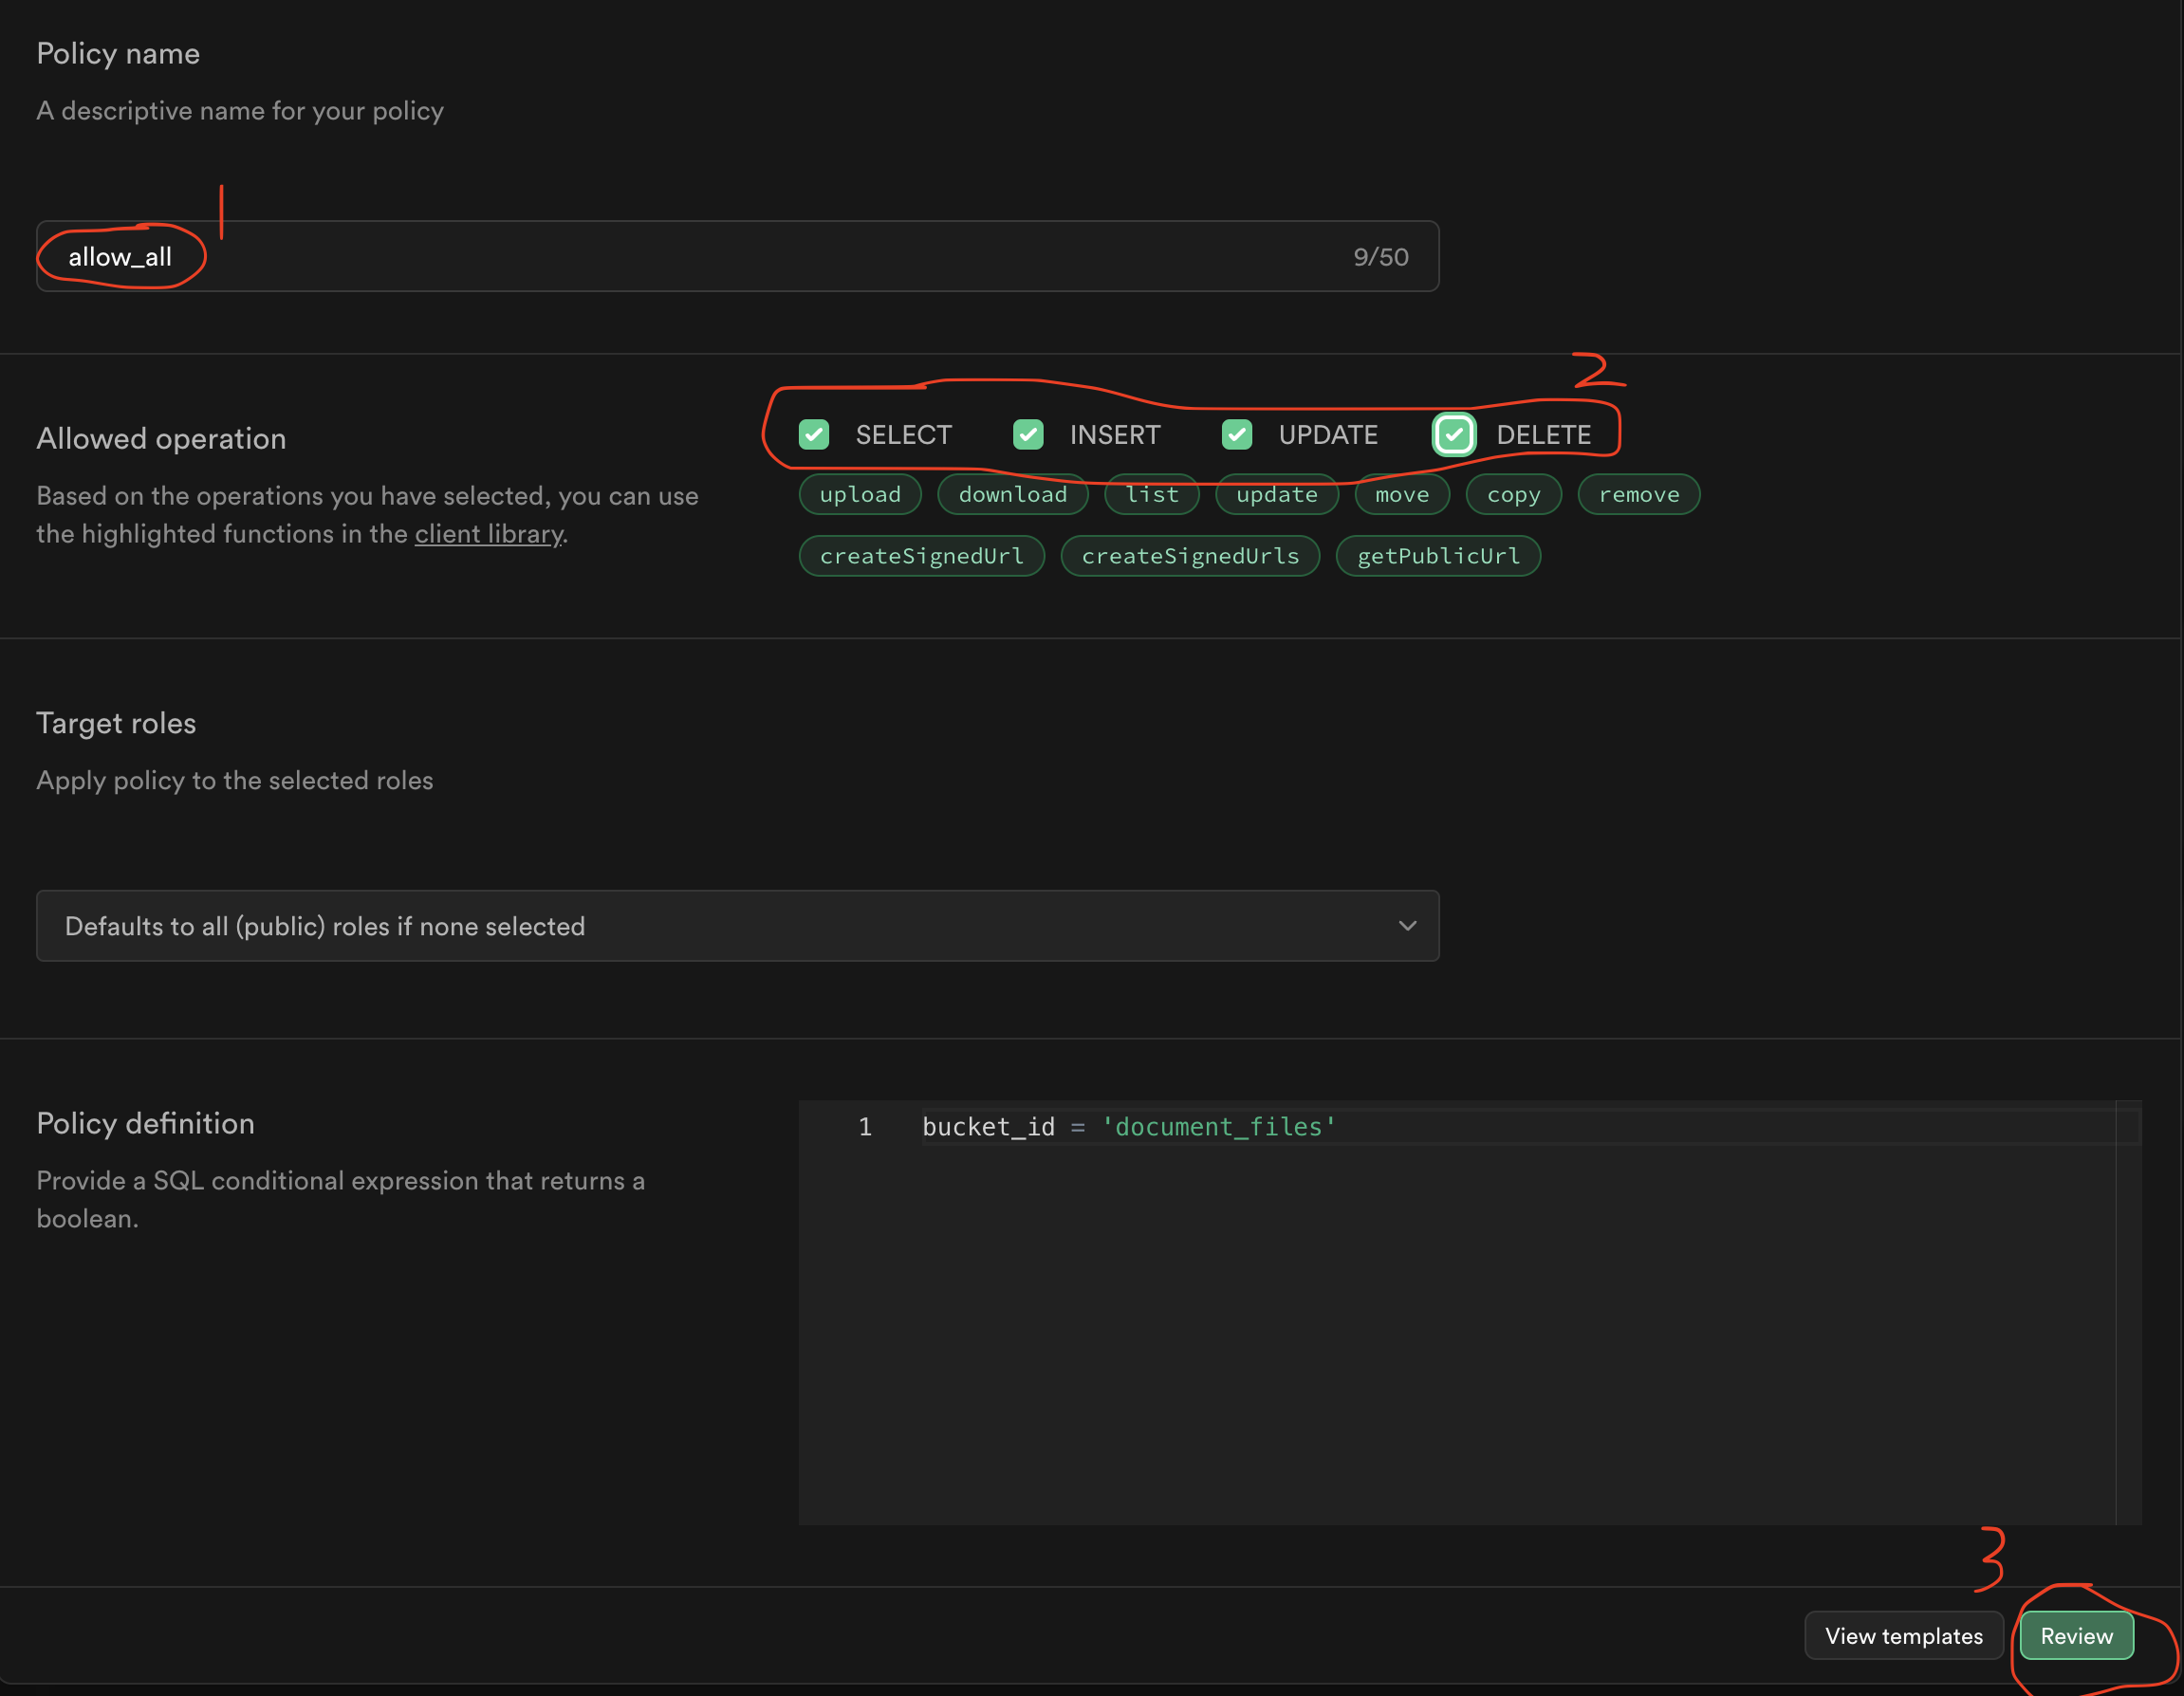 Policy name
A descriptive name for your policy
1
allow_all
9/50
2
Allowed operation
SELECT INSERT UPDATE DELETE
Based on the operations you have selected, you can use
the highlighted functions in the client library.
upload download list update move copy remove
createSignedUrl createSignedUrls getPublicUrl
Target roles
Apply policy to the selected roles
Defaults to all (public) roles if none selected
Policy definition
Provide a SQL conditional expression that returns a
boolean.
1 bucket_id = 'document_files'
3
View templates Review